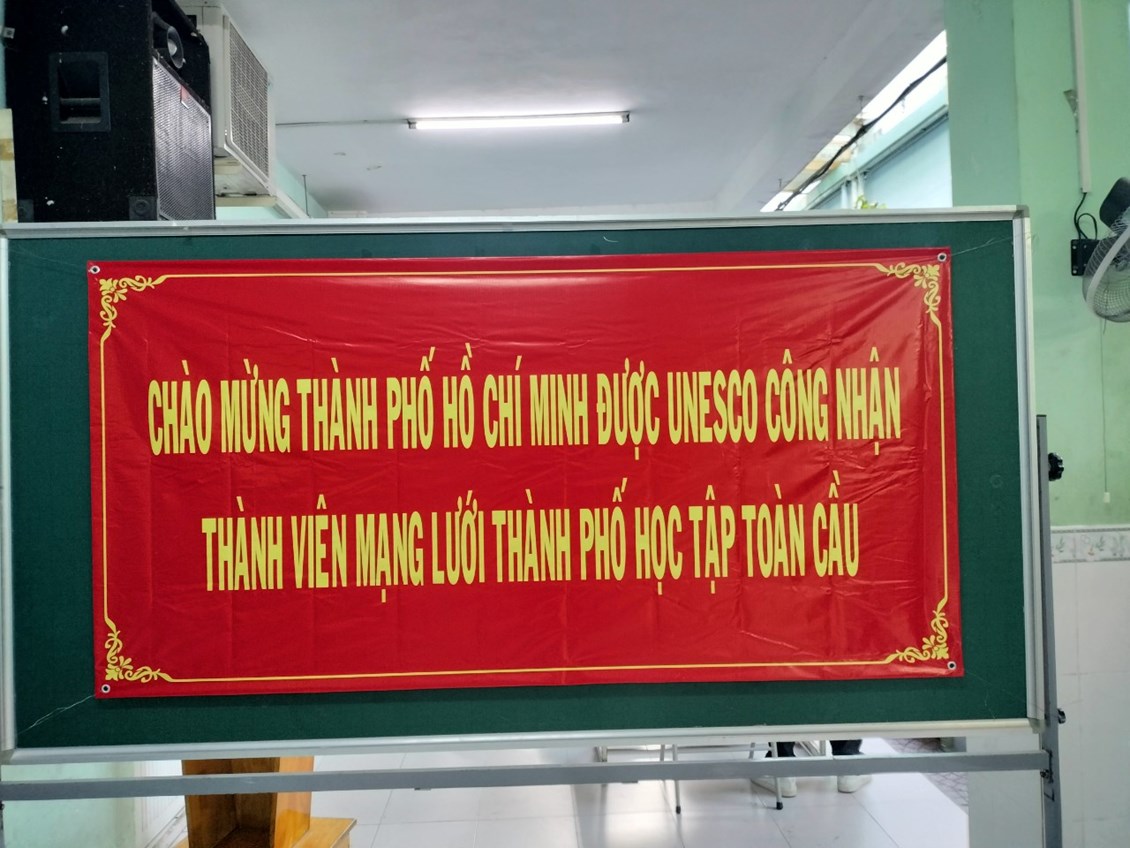 CHÀO MỪNG THÀNH PHỐ HỒ CHÍ MINH ĐƯỢC UNESCO CÔNG NHẬN
THÀNH VIÊN MẠNG LƯỚI THÀNH PHỐ HỌC TẬP TOÀN CẦU